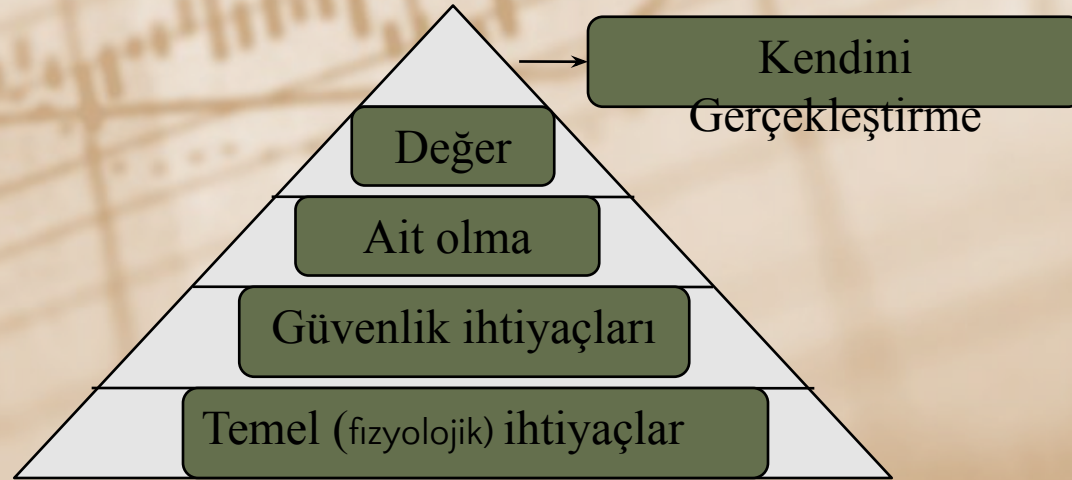 Kendini
Gerçekleştirme
Değer
Ait olma
Güvenlik ihtiyaçları
Temel (fizyolojik) ihtiyaçlar